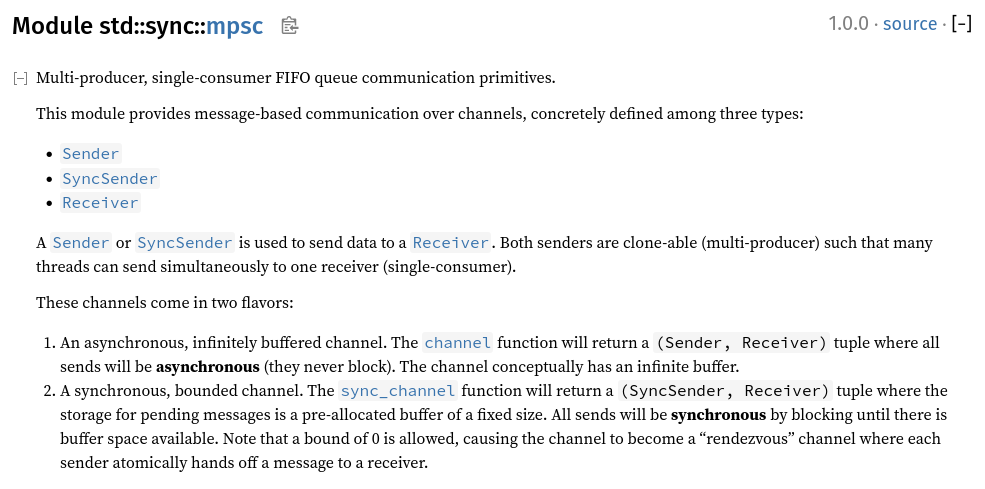 Module std::sync::mpsc
1.0.0 · source · [−]
[−] Multi-producer, single-consumer FIFO queue communication primitives.
This module provides message-based communication over channels, concretely defined among three types:
• Sender
• SyncSender
• Receiver
A Sender or SyncSender is used to send data to a Receiver. Both senders are clone-able (multi-producer) such that many
threads can send simultaneously to one receiver (single-consumer).
These channels come in two flavors:
1. An asynchronous, infinitely buffered channel. The channel function will return a (Sender, Receiver) tuple where all
sends will be asynchronous (they never block). The channel conceptually has an infinite buffer.
2. A synchronous, bounded channel. The sync_channel function will return a (SyncSender, Receiver) tuple where the
storage for pending messages is a pre-allocated buffer of a fixed size. All sends will be synchronous by blocking until there is
buffer space available. Note that a bound of 0 is allowed, causing the channel to become a “rendezvous” channel where each
sender atomically hands off a message to a receiver.